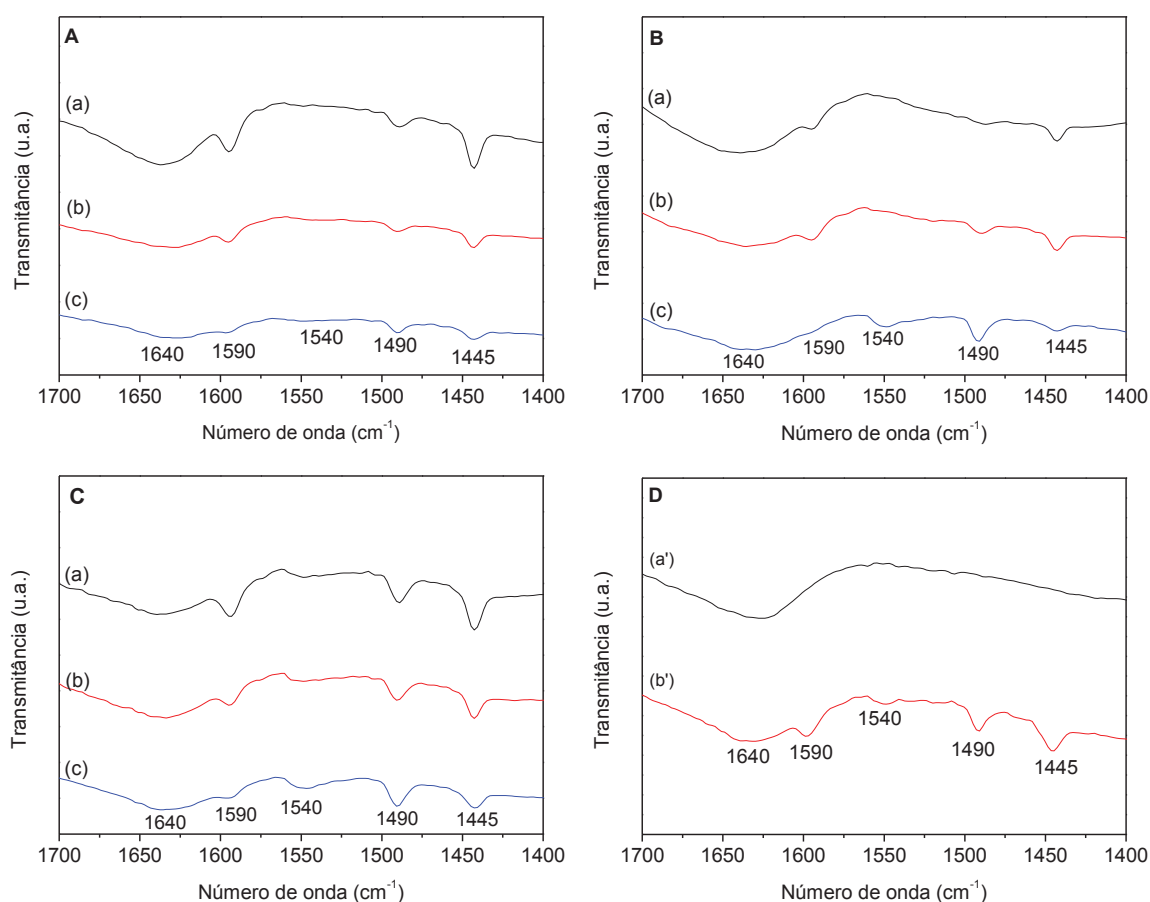 A
Transmitância (u.a.)
(a)
(b)
(c)
1640
1590
1540
1490
1445
1700 1650 1600 1550 1500 1450 1400
Número de onda (cm⁻¹)
B
Transmitância (u.a.)
(a)
(b)
(c)
1640
1590
1540
1490
1445
1700 1650 1600 1550 1500 1450 1400
Número de onda (cm⁻¹)
C
Transmitância (u.a.)
(a)
(b)
(c)
1640
1590
1540
1490
1445
1700 1650 1600 1550 1500 1450 1400
Número de onda (cm⁻¹)
D
Transmitância (u.a.)
(a')
(b')
1640
1590
1540
1490
1445
1700 1650 1600 1550 1500 1450 1400
Número de onda (cm⁻¹)